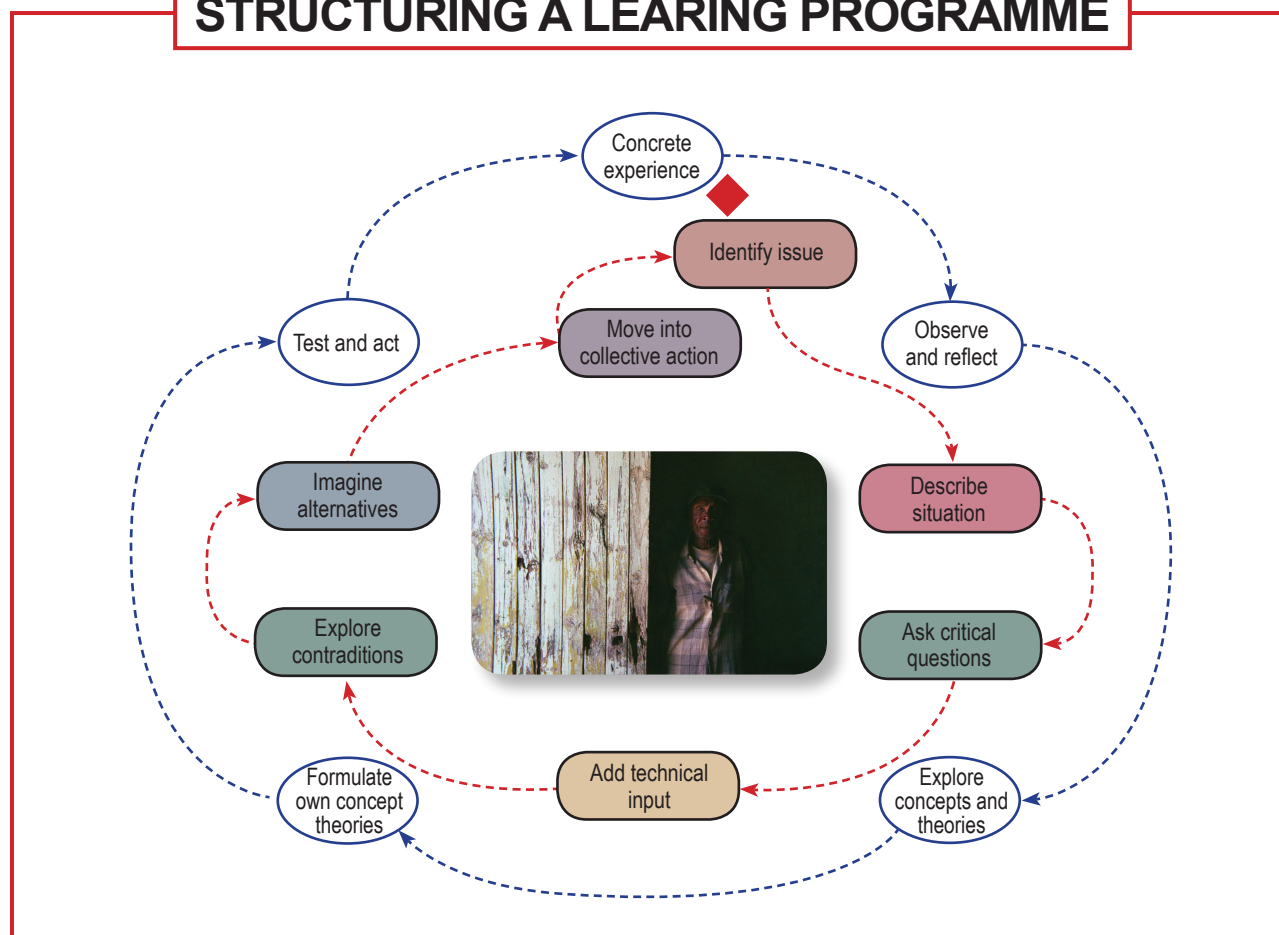 STRUCTURING A LEARING PROGRAMME
Concrete
experience
Identify issue
Move into
collective action
Test and act
Observe
and reflect
Imagine
alternatives
Describe
situation
Explore
contraditions
Ask critical
questions
Add technical
input
Formulate
own concept
theories
Explore
concepts and
theories